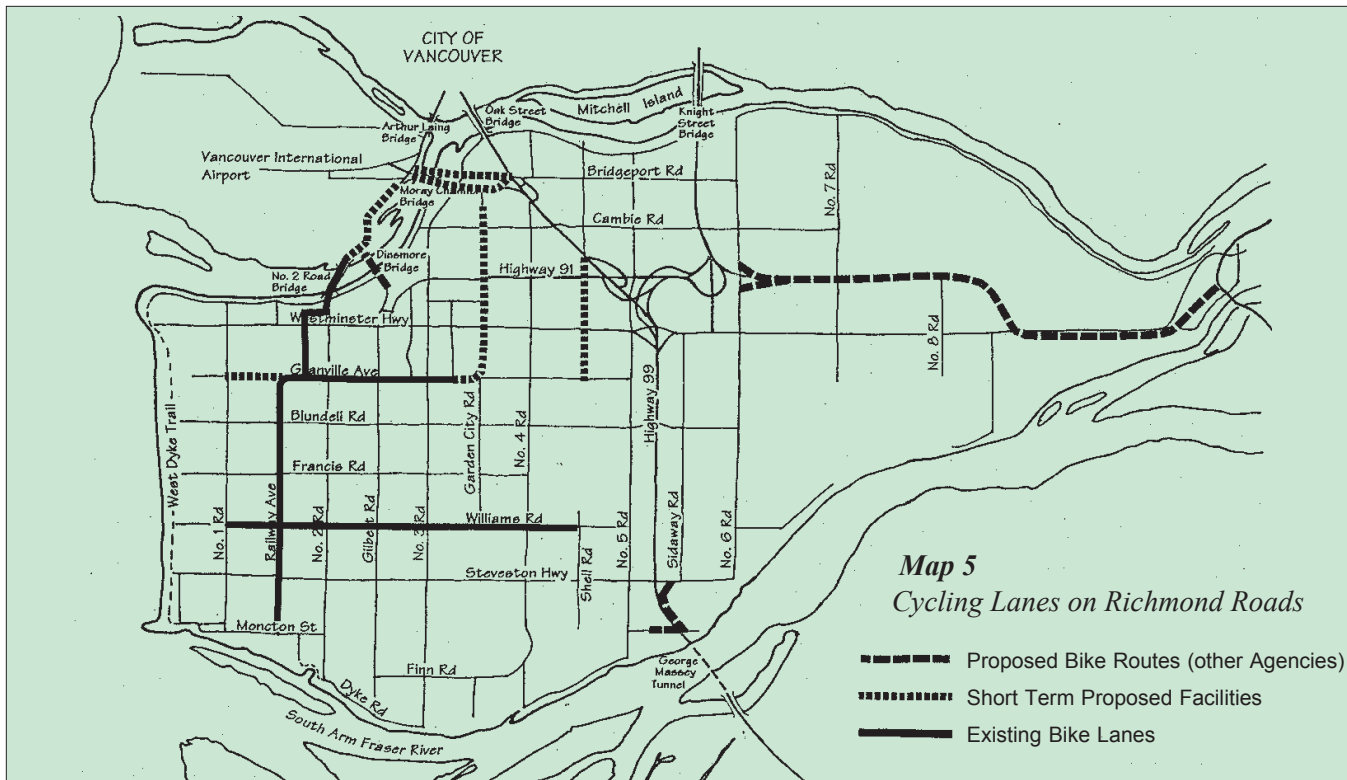 CITY OF
VANCOUVER
Mitchell Island
Oak Street
Bridge
Knight
Street
Bridge
Arthur Laing
Bridge
Vancouver International
Airport
Bridgeport Rd
No. 7 Rd
Moray Chann
Bridge
Cambie Rd
Dinsmore
Bridge
No. 2 Road
Bridge
Highway 91
Westminster Hwy
No. 8 Rd
Granville Ave
Blundell Rd
Garden City Rd
No. 4 Rd
Highway 99
West Dyke Trail
Francis Rd
Williams Rd
No. 1 Rd
Railway Ave
No. 2 Rd
Gilbert Rd
No. 3 Rd
No. 5 Rd
Sidaway Rd
No. 6 Rd
Steveston Hwy
Shell Rd
Moncton St
Finn Rd
Dyke Rd
George
Massey
Tunnel
South Arm Fraser River
Map 5
Cycling Lanes on Richmond Roads
Proposed Bike Routes (other Agencies)
Short Term Proposed Facilities
Existing Bike Lanes